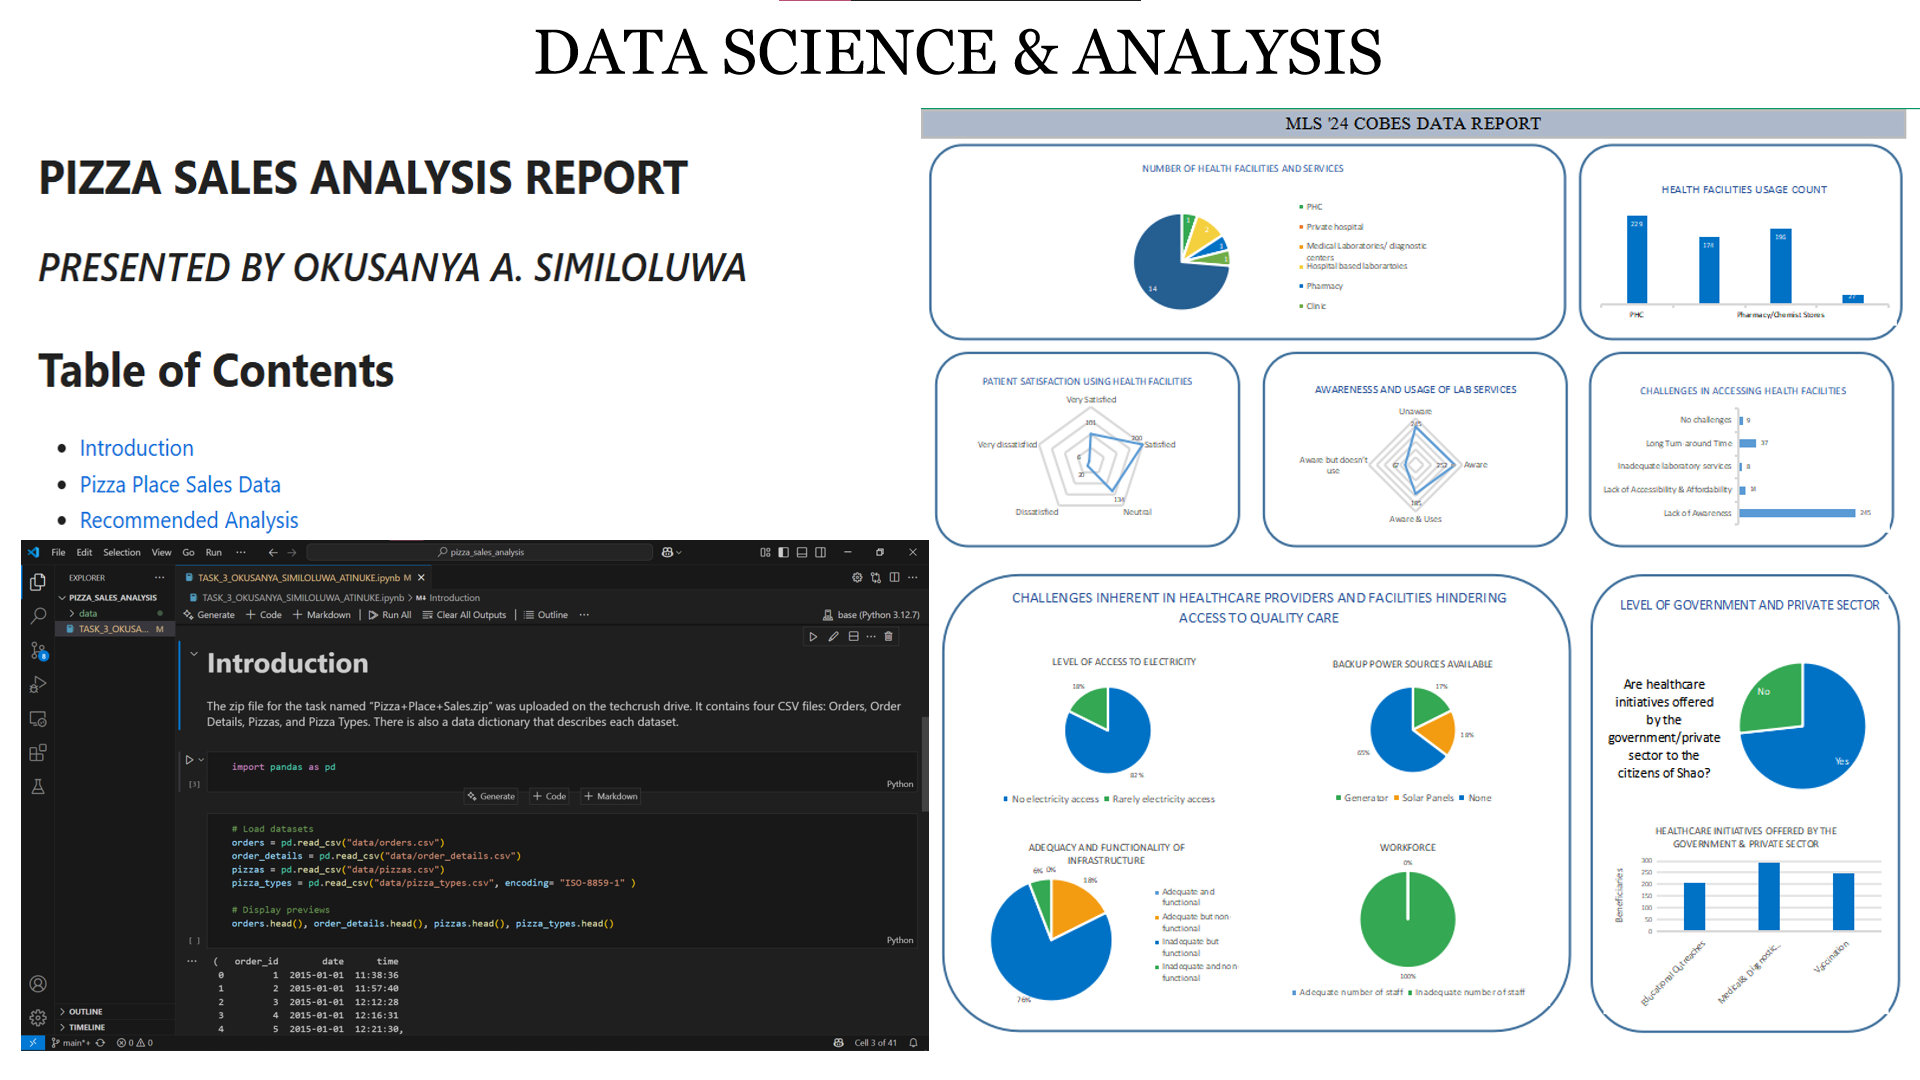 DATA SCIENCE & ANALYSIS
PIZZA SALES ANALYSIS REPORT
PRESENTED BY OKUSANYA A. SIMILOLUWA
Table of Contents
Introduction
Pizza Place Sales Data
Recommended Analysis
File Edit Selection View Go Run ··· pizza_sales_analysis
EXPLORER ···
PIZZA_SALES_ANALYSIS
data
TASK_3_OKUSA... M
OUTLINE
TIMELINE
TASK_3_OKUSANYA_SIMILOLUWA_ATINUKE.ipynb M
TASK_3_OKUSANYA_SIMILOLUWA_ATINUKE.ipynb > M↓ Introduction
Generate + Code + Markdown Run All Clear All Outputs Outline ··· base (Python 3.12.7)
Introduction
The zip file for the task named "Pizza+Place+Sales.zip" was uploaded on the techcrush drive. It contains four CSV files: Orders, Order
Details, Pizzas, and Pizza Types. There is also a data dictionary that describes each dataset.
import pandas as pd
[3] Python
Generate + Code + Markdown
# Load datasets
orders = pd.read_csv("data/orders.csv")
order_details = pd.read_csv("data/order_details.csv")
pizzas = pd.read_csv("data/pizzas.csv")
pizza_types = pd.read_csv("data/pizza_types.csv", encoding= "ISO-8859-1" )
# Display previews
orders.head(), order_details.head(), pizzas.head(), pizza_types.head()
[ ] Python
··· ( order_id date time
0 1 2015-01-01 11:38:36
1 2 2015-01-01 11:57:40
2 3 2015-01-01 12:12:28
3 4 2015-01-01 12:16:31
4 5 2015-01-01 12:21:30,
main*+ 0 0 Cell 3 of 41
MLS '24 COBES DATA REPORT
NUMBER OF HEALTH FACILITIES AND SERVICES
1
2
1
1
14
PHC
Private hospital
Medical Laboratories/ diagnostic
centers
Hospital based laborartoies
Pharmacy
Clinic
HEALTH FACILITIES USAGE COUNT
229
174
196
27
PHC Pharmacy/Chemist Stores
PATIENT SATISFACTION USING HEALTH FACILITIES
Very Satisfied
Very dissatisfied
Satisfied
Dissatisfied
Neutral
101
200
134
20
6
AWARENESSS AND USAGE OF LAB SERVICES
Unaware
245
Aware but doesn't
use
67
252
Aware
185
Aware & Uses
CHALLENGES IN ACCESSING HEALTH FACILITIES
No challenges 9
Long Turn-around Time 37
Inadequate laboratory services 8
Lack of Accessibility & Affordability
Lack of Awareness 245
CHALLENGES INHERENT IN HEALTHCARE PROVIDERS AND FACILITIES HINDERING
ACCESS TO QUALITY CARE
LEVEL OF ACCESS TO ELECTRICITY
18%
82%
No electricity access Rarely electricity access
BACKUP POWER SOURCES AVAILABLE
17%
18%
65%
Generator Solar Panels None
ADEQUACY AND FUNCTIONALITY OF
INFRASTRUCTURE
6% 0%
18%
76%
Adequate and
functional
Adequate but non-
functional
Inadequate but
functional
Inadequate and non-
functional
WORKFORCE
0%
100%
Adequate number of staff Inadequate number of staff
LEVEL OF GOVERNMENT AND PRIVATE SECTOR
Are healthcare
initiatives offered
by the
government/private
sector to the
citizens of Shao?
No
Yes
HEALTHCARE INITIATIVES OFFERED BY THE
GOVERNMENT & PRIVATE SECTOR
Beneficiaries
300
250
200
150
100
50
0
Educational Outreaches
Medical & Diagnostic...
Vaccination